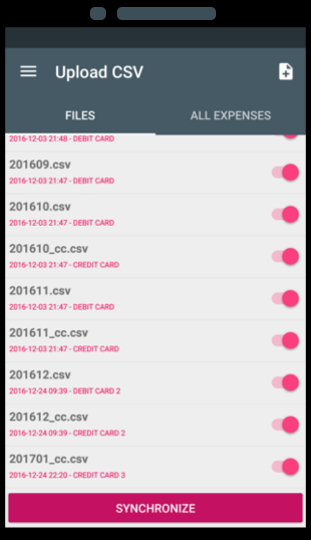 Upload CSV
FILES
ALL EXPENSES
2016-12-03 21:48 - DEBIT CARD
201609.csv
2016-12-03 21:47 - DEBIT CARD
201610.csv
2016-12-03 21:47 - DEBIT CARD
201610_cc.csv
2016-12-03 21:47 - CREDIT CARD
201611.csv
2016-12-03 21:47 - DEBIT CARD
201611_cc.csv
2016-12-03 21:47 - CREDIT CARD
201612.csv
2016-12-24 09:39 - DEBIT CARD 2
201612_cc.csv
2016-12-24 09:39 - CREDIT CARD 2
201701_cc.csv
2016-12-24 22:20 - CREDIT CARD 3
SYNCHRONIZE